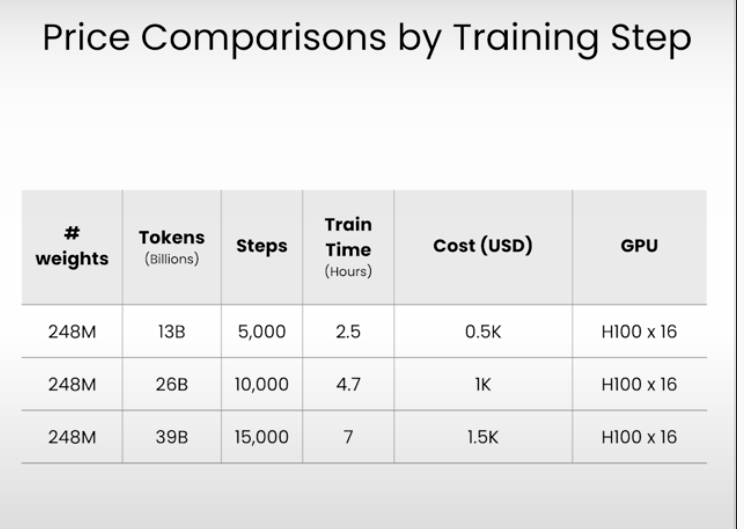 Price Comparisons by Training Step
# weights Tokens (Billions) Steps Train Time (Hours) Cost (USD) GPU
248M 13B 5,000 2.5 0.5K H100 x 16
248M 26B 10,000 4.7 1K H100 x 16
248M 39B 15,000 7 1.5K H100 x 16